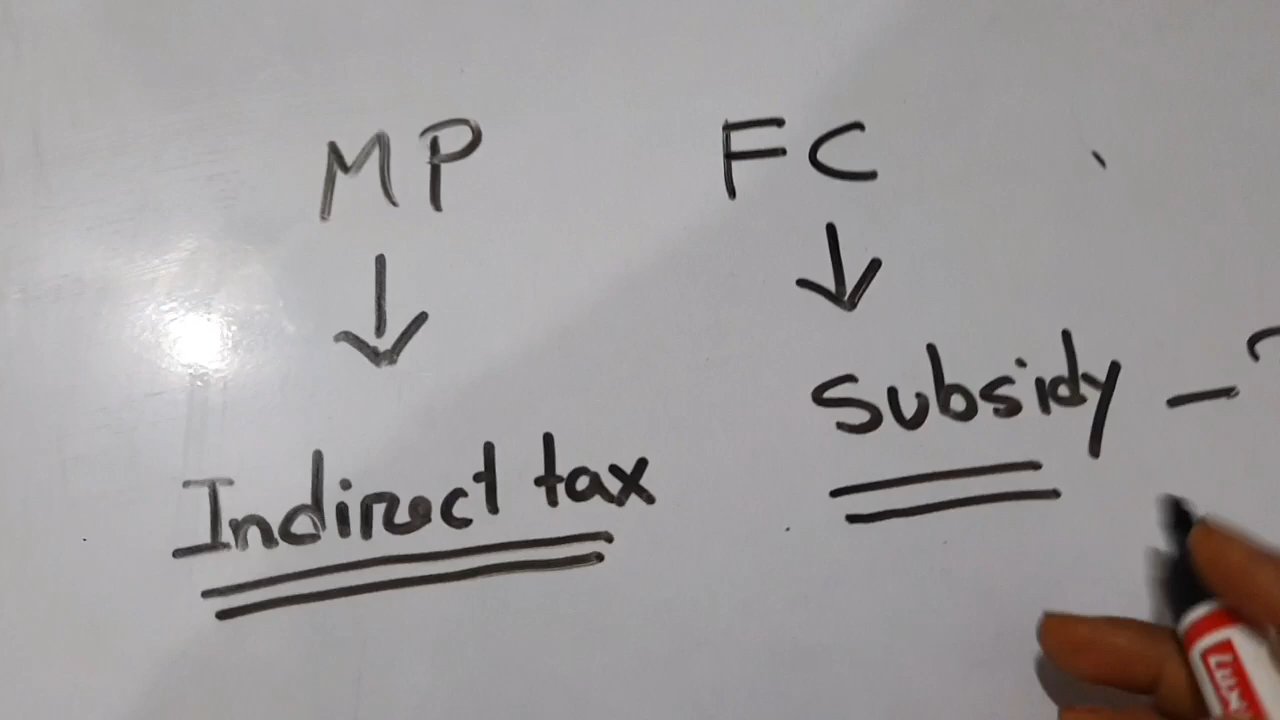 MP FC
Subsidy –
Indirect tax